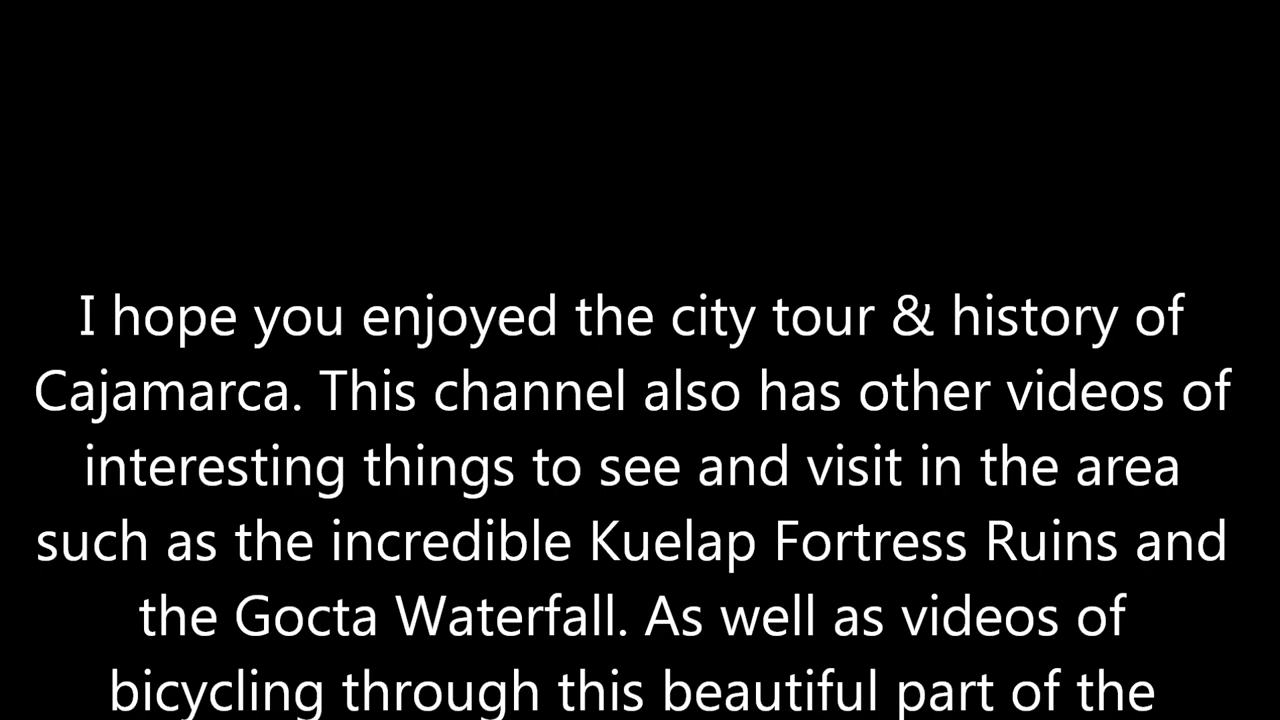 I hope you enjoyed the city tour & history of
Cajamarca. This channel also has other videos of
interesting things to see and visit in the area
such as the incredible Kuelap Fortress Ruins and
the Gocta Waterfall. As well as videos of
bicycling through this beautiful part of the